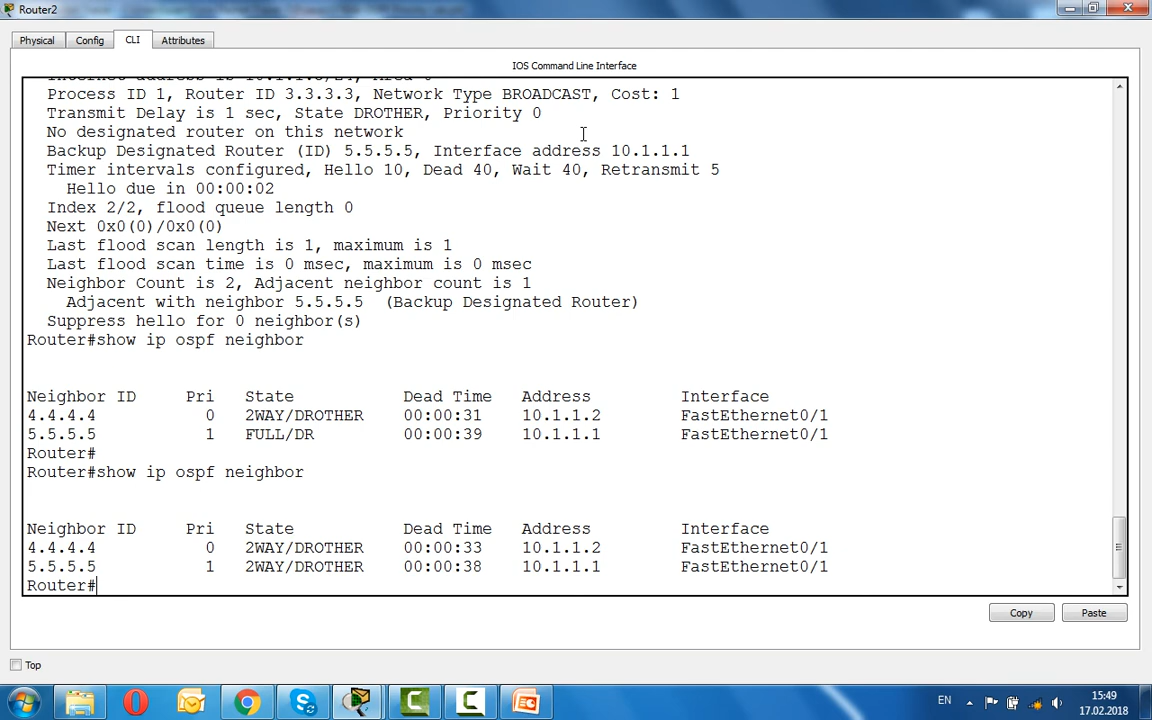 Router2
Physical Config CLI Attributes
IOS Command Line Interface
Process ID 1, Router ID 3.3.3.3, Network Type BROADCAST, Cost: 1
Transmit Delay is 1 sec, State DROTHER, Priority 0
No designated router on this network
Backup Designated Router (ID) 5.5.5.5, Interface address 10.1.1.1
Timer intervals configured, Hello 10, Dead 40, Wait 40, Retransmit 5
Hello due in 00:00:02
Index 2/2, flood queue length 0
Next 0x0(0)/0x0(0)
Last flood scan length is 1, maximum is 1
Last flood scan time is 0 msec, maximum is 0 msec
Neighbor Count is 2, Adjacent neighbor count is 1
Adjacent with neighbor 5.5.5.5 (Backup Designated Router)
Suppress hello for 0 neighbor(s)
Router#show ip ospf neighbor
Neighbor ID Pri State Dead Time Address Interface
4.4.4.4 0 2WAY/DROTHER 00:00:31 10.1.1.2 FastEthernet0/1
5.5.5.5 1 FULL/DR 00:00:39 10.1.1.1 FastEthernet0/1
Router#
Router#show ip ospf neighbor
Neighbor ID Pri State Dead Time Address Interface
4.4.4.4 0 2WAY/DROTHER 00:00:33 10.1.1.2 FastEthernet0/1
5.5.5.5 1 2WAY/DROTHER 00:00:38 10.1.1.1 FastEthernet0/1
Router#
Copy Paste
Top
EN 15:49
17.02.2018